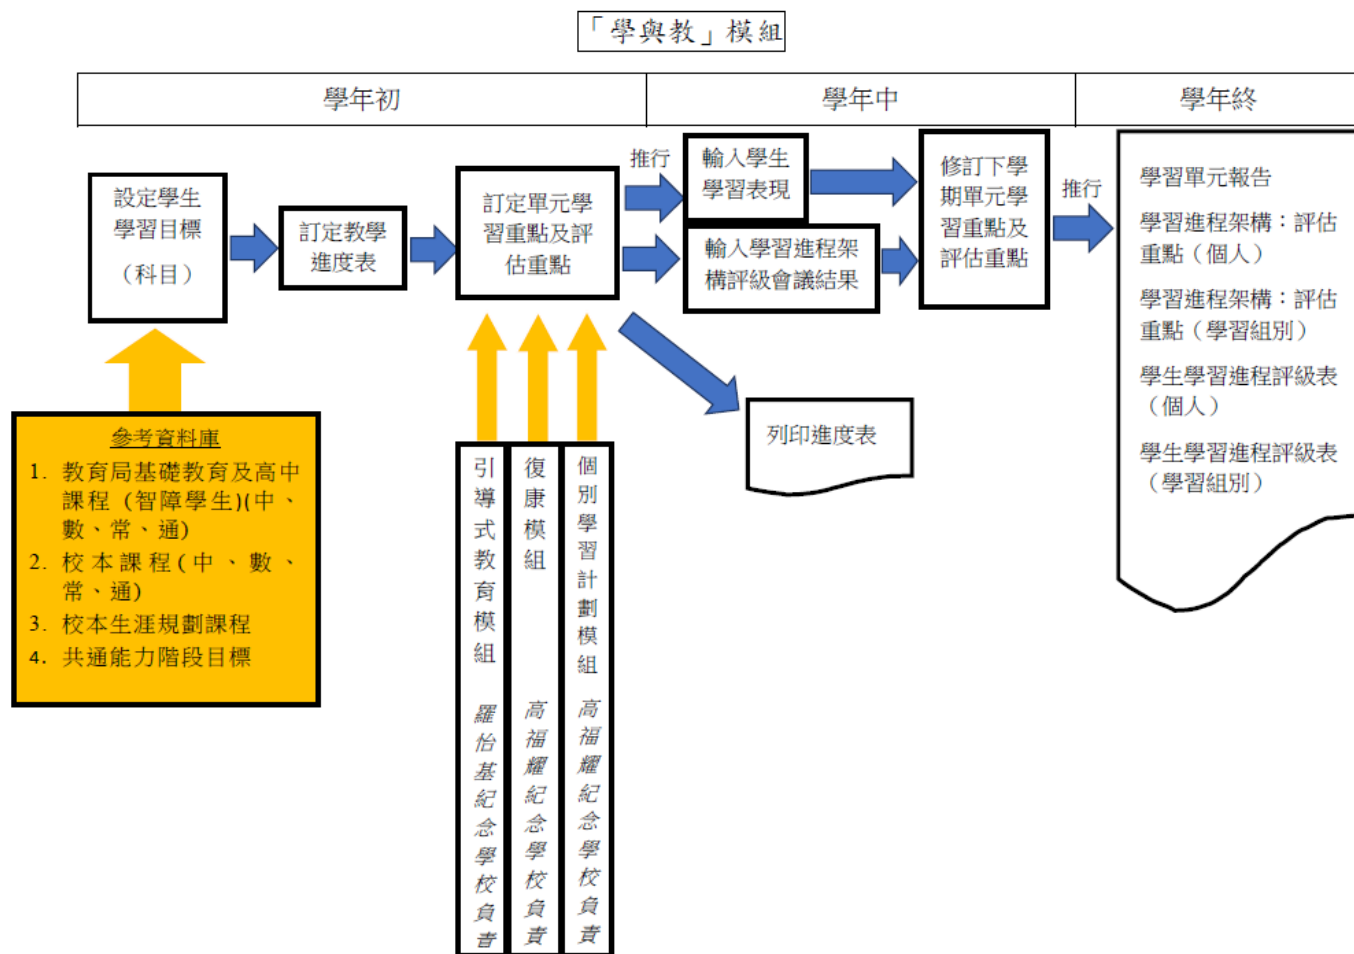 「學與教」模組
學年初
學年中
學年終
設定學生
學習目標
（科目）
訂定教學
進度表
訂定單元學
習重點及評
估重點
推行
輸入學生
學習表現
輸入學習進程架
構評級會議結果
修訂下學
期單元學
習重點及
評估重點
推行
學習單元報告
學習進程架構：評估
重點（個人）
學習進程架構：評估
重點（學習組別）
學生學習進程評級表
（個人）
學生學習進程評級表
（學習組別）
列印進度表
參考資料庫
1. 教育局基礎教育及高中
課程 (智障學生)(中、
數、常、通)
2. 校本課程(中、數、
常、通)
3. 校本生涯規劃課程
4. 共通能力階段目標
引導式教育模組 羅怡基紀念學校負責
復康模組 高福耀紀念學校負責
個別學習計劃模組 高福耀紀念學校負責